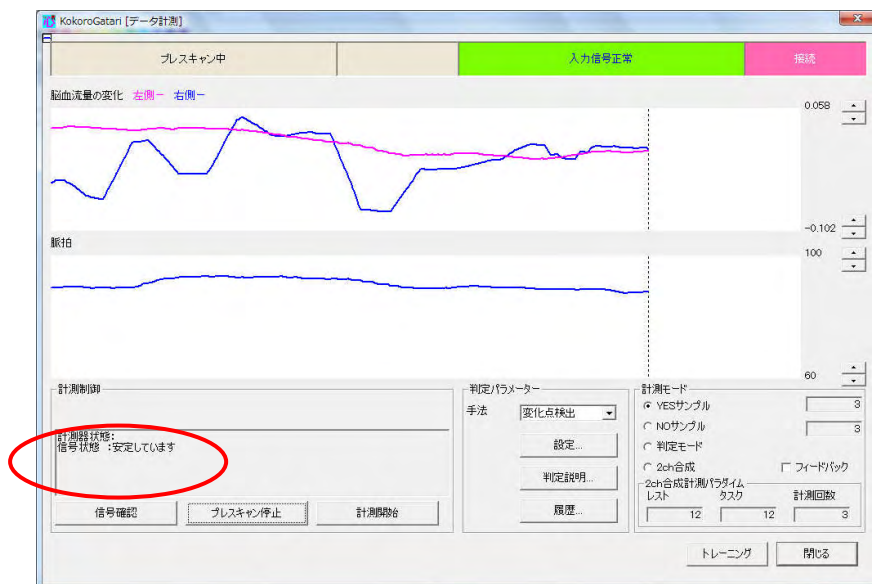 KokoroGatari [データ計測]
プレスキャン中
入力信号正常
接続
脳血流量の変化 左側ー 右側ー
0.058
-0.102
脈拍
100
60
計測制御
計測器状態:
信号状態 :安定しています
信号確認
プレスキャン停止
計測開始
判定パラメーター
手法
変化点検出
設定...
判定説明...
履歴...
計測モード
YESサンプル 3
NOサンプル 3
判定モード
2ch合成 フィードバック
2ch合成計測パラダイム
レスト タスク 計測回数
12 12 3
トレーニング
閉じる